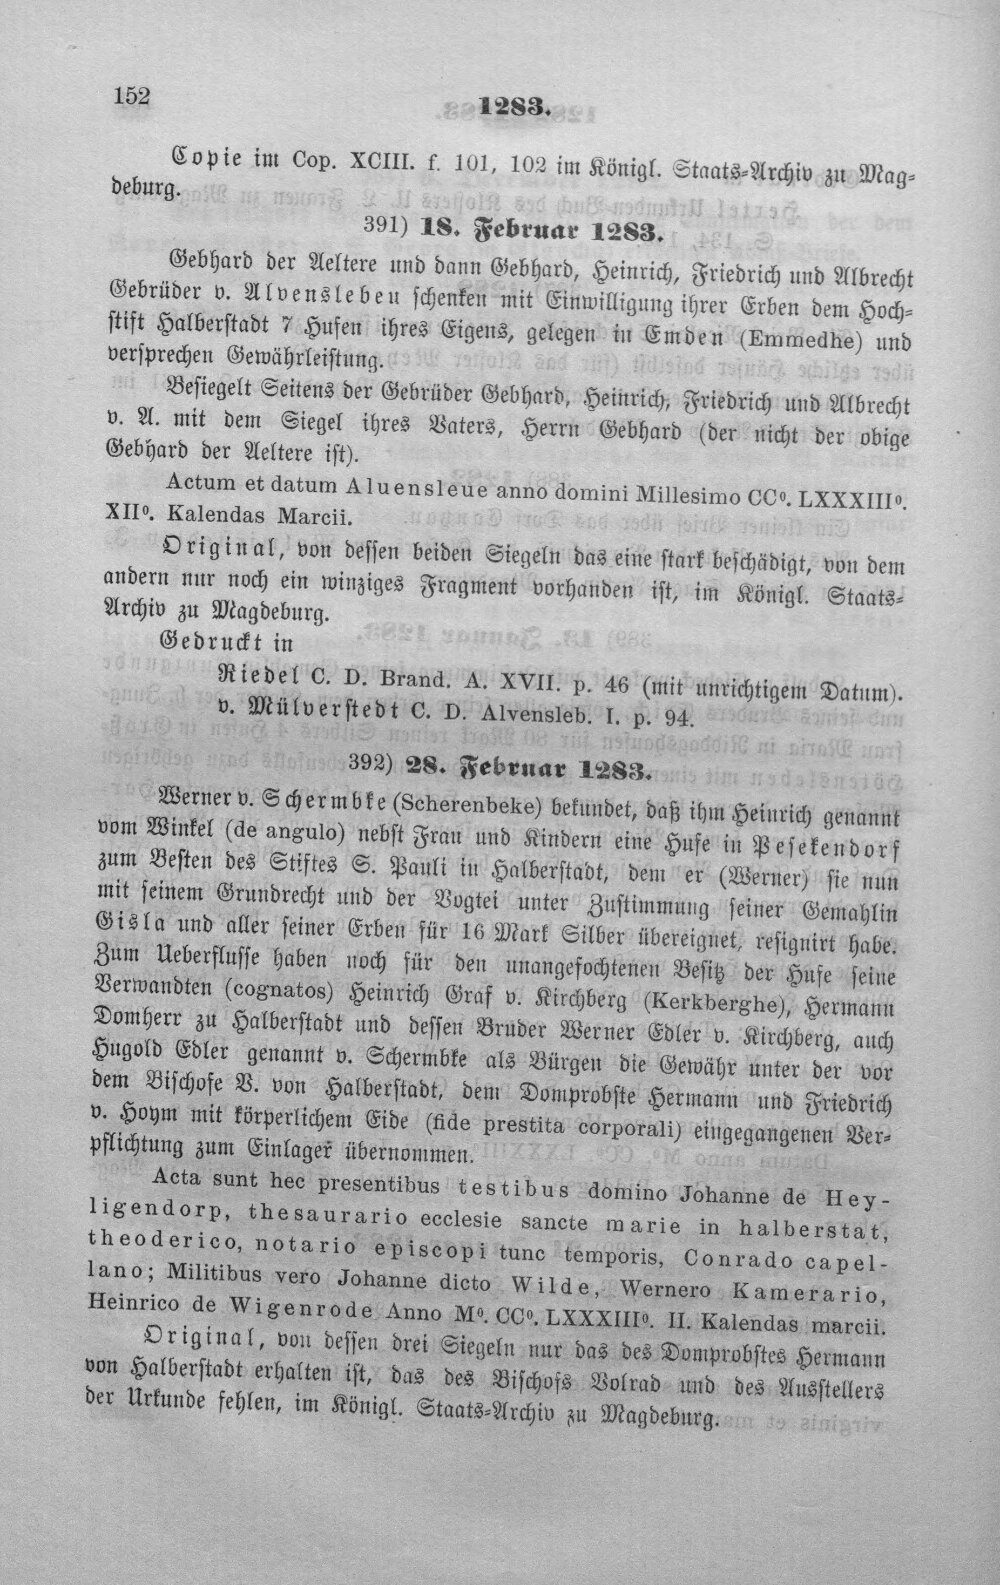 152
1283.
Copie im Cop. XCIII. f. 101, 102 im Königl. Staats-Archiv zu Mag-
deburg.
391) 18. Februar 1283.
Gebhard der Aeltere und dann Gebhard, Heinrich, Friedrich und Albrecht
Gebrüder v. Alvensleben schenken mit Einwilligung ihrer Erben dem Hoch-
stift Halberstadt 7 Hufen ihres Eigens, gelegen in Emden (Emmedhe) und
versprechen Gewährleistung.
Besiegelt Seitens der Gebrüder Gebhard, Heinrich, Friedrich und Albrecht
v. A. mit dem Siegel ihres Vaters, Herrn Gebhard (der nicht der obige
Gebhard der Aeltere ist).
Actum et datum Aluensleue anno domini Millesimo CCº. LXXXIIIº.
XIIº. Kalendas Marcii.
Original, von dessen beiden Siegeln das eine stark beschädigt, von dem
andern nur noch ein winziges Fragment vorhanden ist, im Königl. Staats-
Archiv zu Magdeburg.
Gedruckt in
Riedel C. D. Brand. A. XVII. p. 46 (mit unrichtigem Datum).
v. Mülverstedt C. D. Alvensleb. I. p. 94.
392) 28. Februar 1283.
Werner v. Schermbke (Scherenbeke) bekundet, daß ihm Heinrich genannt
vom Winkel (de angulo) nebst Frau und Kindern eine Hufe in Pesekendorf
zum Besten des Stiftes S. Pauli in Halberstadt, dem er (Werner) sie nun
mit seinem Grundrecht und der Vogtei unter Zustimmung seiner Gemahlin
Gisla und aller seiner Erben für 16 Mark Silber übereignet, resignirt habe.
Zum Ueberflusse haben noch für den unangefochtenen Besitz der Hufe seine
Verwandten (cognatos) Heinrich Graf v. Kirchberg (Kerkberghe), Hermann
Domherr zu Halberstadt und dessen Bruder Werner Edler v. Kirchberg, auch
Hugold Edler genannt v. Schermbke als Bürgen die Gewähr unter der vor
dem Bischofe V. von Halberstadt, dem Domprobste Hermann und Friedrich
v. Hoym mit körperlichem Eide (fide prestita corporali) eingegangenen Ver-
pflichtung zum Einlager übernommen.
Acta sunt hec presentibus testibus domino Johanne de Hey-
ligendorp, thesaurario ecclesie sancte marie in halberstat,
theoderico, notario episcopi tunc temporis, Conrado capel-
lano; Militibus vero Johanne dicto Wilde, Wernero Kamerario,
Heinrico de Wigenrode Anno Mº. CCº. LXXXIIIº. II. Kalendas marcii.
Original, von dessen drei Siegeln nur das des Domprobstes Hermann
von Halberstadt erhalten ist, das des Bischofs Volrad und des Ausstellers
der Urkunde fehlen, im Königl. Staats-Archiv zu Magdeburg.